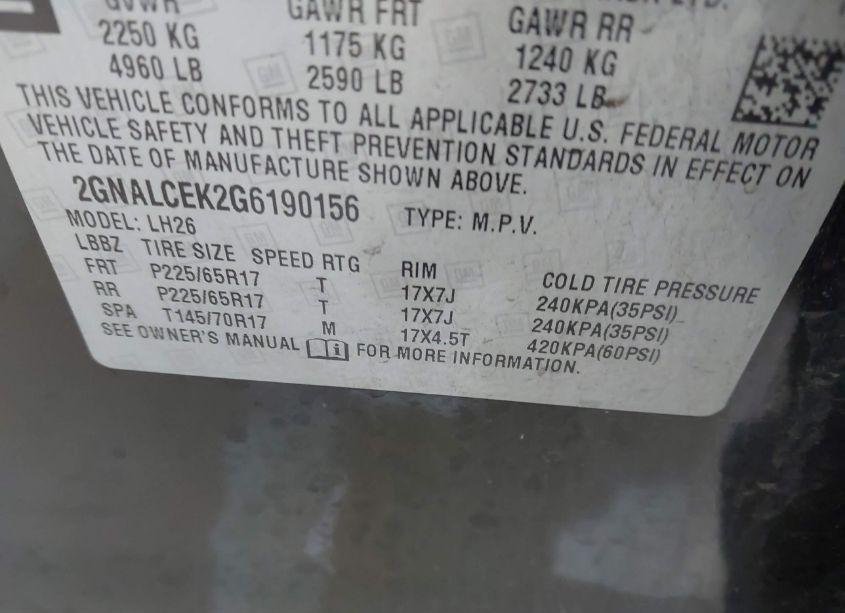 GVWR GAWR FRT GAWR RR
2250 KG 1175 KG 1240 KG
4960 LB 2590 LB 2733 LB
THIS VEHICLE CONFORMS TO ALL APPLICABLE U.S. FEDERAL MOTOR
VEHICLE SAFETY AND THEFT PREVENTION STANDARDS IN EFFECT ON
THE DATE OF MANUFACTURE SHOWN ABOVE.
2GNALCEK2G6190156 TYPE: M.P.V.
MODEL: LH26
LBBZ TIRE SIZE SPEED RTG RIM COLD TIRE PRESSURE
FRT P225/65R17 T 17X7J 240KPA(35PSI)
RR P225/65R17 T 17X7J 240KPA(35PSI)
SPA T145/70R17 M 17X4.5T 420KPA(60PSI)
SEE OWNER'S MANUAL FOR MORE INFORMATION.